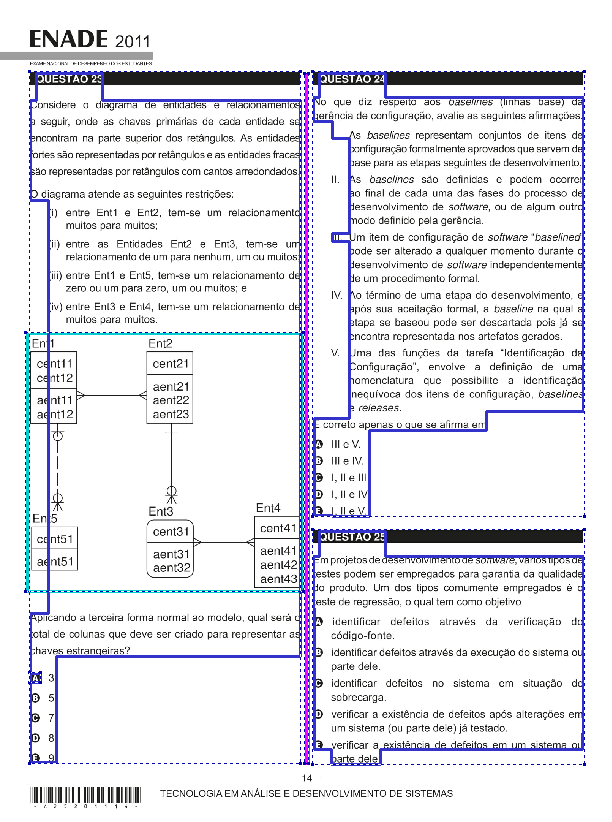 ENADE 2011
EXAME NACIONAL DE DESEMPENHO DOS ESTUDANTES
QUESTÃO 23
Considere o diagrama de entidades e relacionamentos
a seguir, onde as chaves primárias de cada entidade se
encontram na parte superior dos retângulos. As entidades
fortes são representadas por retângulos e as entidades fracas
são representadas por retângulos com cantos arredondados.
O diagrama atende as seguintes restrições:
(i) entre Ent1 e Ent2, tem-se um relacionamento
muitos para muitos;
(ii) entre as Entidades Ent2 e Ent3, tem-se um
relacionamento de um para nenhum, um ou muitos;
(iii) entre Ent1 e Ent5, tem-se um relacionamento de
zero ou um para zero, um ou muitos; e
(iv) entre Ent3 e Ent4, tem-se um relacionamento de
muitos para muitos.
Ent1
cent11
cent12
aent11
aent12
Ent2
cent21
aent21
aent22
aent23
Ent5
cent51
aent51
Ent3
cent31
aent31
aent32
Ent4
cent41
aent41
aent42
aent43
Aplicando a terceira forma normal ao modelo, qual será o
total de colunas que deve ser criado para representar as
chaves estrangeiras?
A 3
B 5
C 7
D 8
E 9
QUESTÃO 24
No que diz respeito aos baselines (linhas base) da
gerência de configuração, avalie as seguintes afirmações.
As baselines representam conjuntos de itens de
configuração formalmente aprovados que servem de
base para as etapas seguintes de desenvolvimento.
II. As baselines são definidas e podem ocorrer
ao final de cada uma das fases do processo de
desenvolvimento de software, ou de algum outro
modo definido pela gerência.
III. Um item de configuração de software "baselined"
pode ser alterado a qualquer momento durante o
desenvolvimento de software independentemente
de um procedimento formal.
IV. Ao término de uma etapa do desenvolvimento, e
após sua aceitação formal, a baseline na qual a
etapa se baseou pode ser descartada pois já se
encontra representada nos artefatos gerados.
V. Uma das funções da tarefa "Identificação da
Configuração", envolve a definição de uma
nomenclatura que possibilite a identificação
inequívoca dos itens de configuração, baselines
e releases.
É correto apenas o que se afirma em
A III e V.
B III e IV.
C I, II e III
D I, II e IV
E I, II e V.
QUESTÃO 25
Em projetos de desenvolvimento de software, vários tipos de
testes podem ser empregados para garantia da qualidade
do produto. Um dos tipos comumente empregados é o
teste de regressão, o qual tem como objetivo
A identificar defeitos através da verificação do
código-fonte.
B identificar defeitos através da execução do sistema ou
parte dele.
C identificar defeitos no sistema em situação de
sobrecarga.
D verificar a existência de defeitos após alterações em
um sistema (ou parte dele) já testado.
E verificar a existência de defeitos em um sistema ou
parte dele
14
TECNOLOGIA EM ANÁLISE E DESENVOLVIMENTO DE SISTEMAS